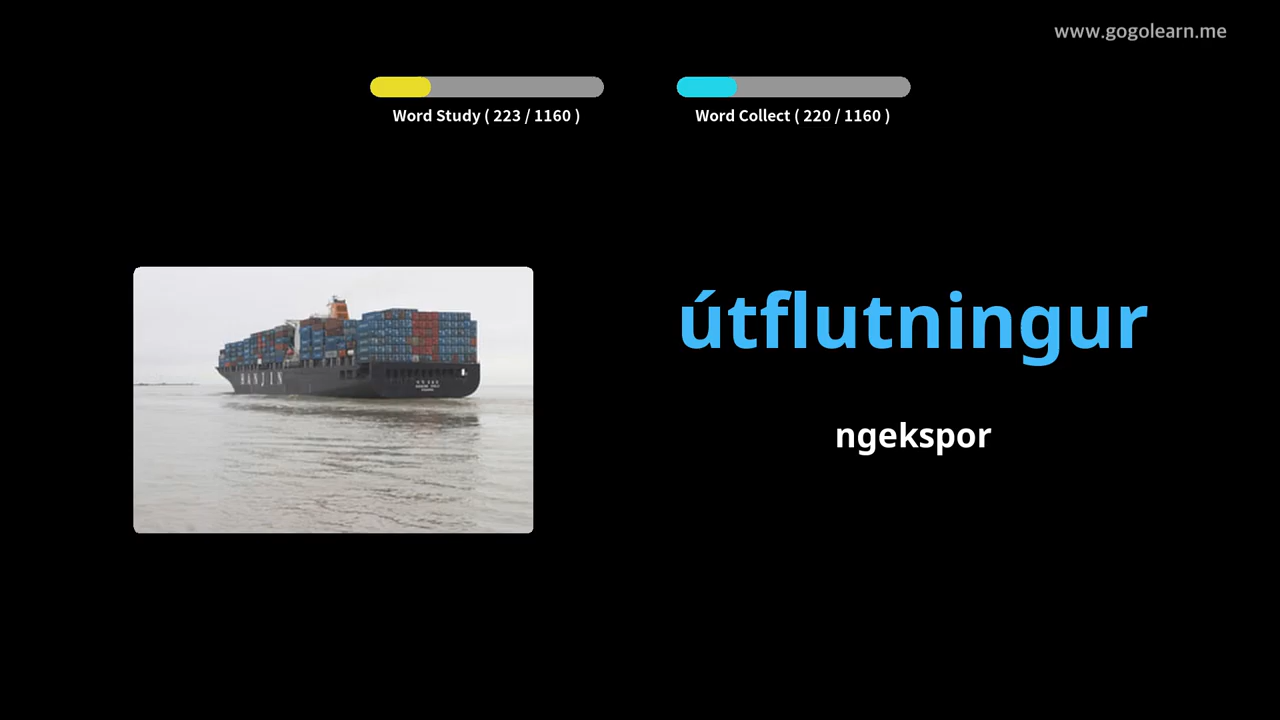 www.gogolearn.me
Word Study ( 223 / 1160 )
Word Collect ( 220 / 1160 )
HANJIN
útflutningur
ngekspor